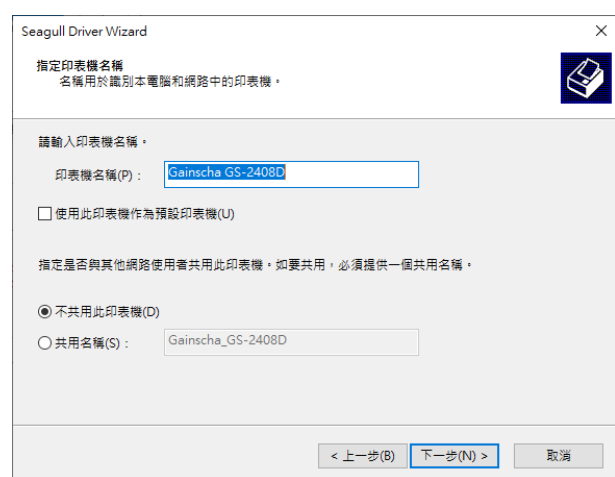 Seagull Driver Wizard
指定印表機名稱
名稱用於識別本電腦和網路中的印表機。
請輸入印表機名稱。
印表機名稱(P)： Gainscha GS-2408D
使用此印表機作為預設印表機(U)
指定是否與其他網路使用者共用此印表機。如要共用，必須提供一個共用名稱。
不共用此印表機(D)
共用名稱(S)： Gainscha_GS-2408D
< 上一步(B) 下一步(N) > 取消